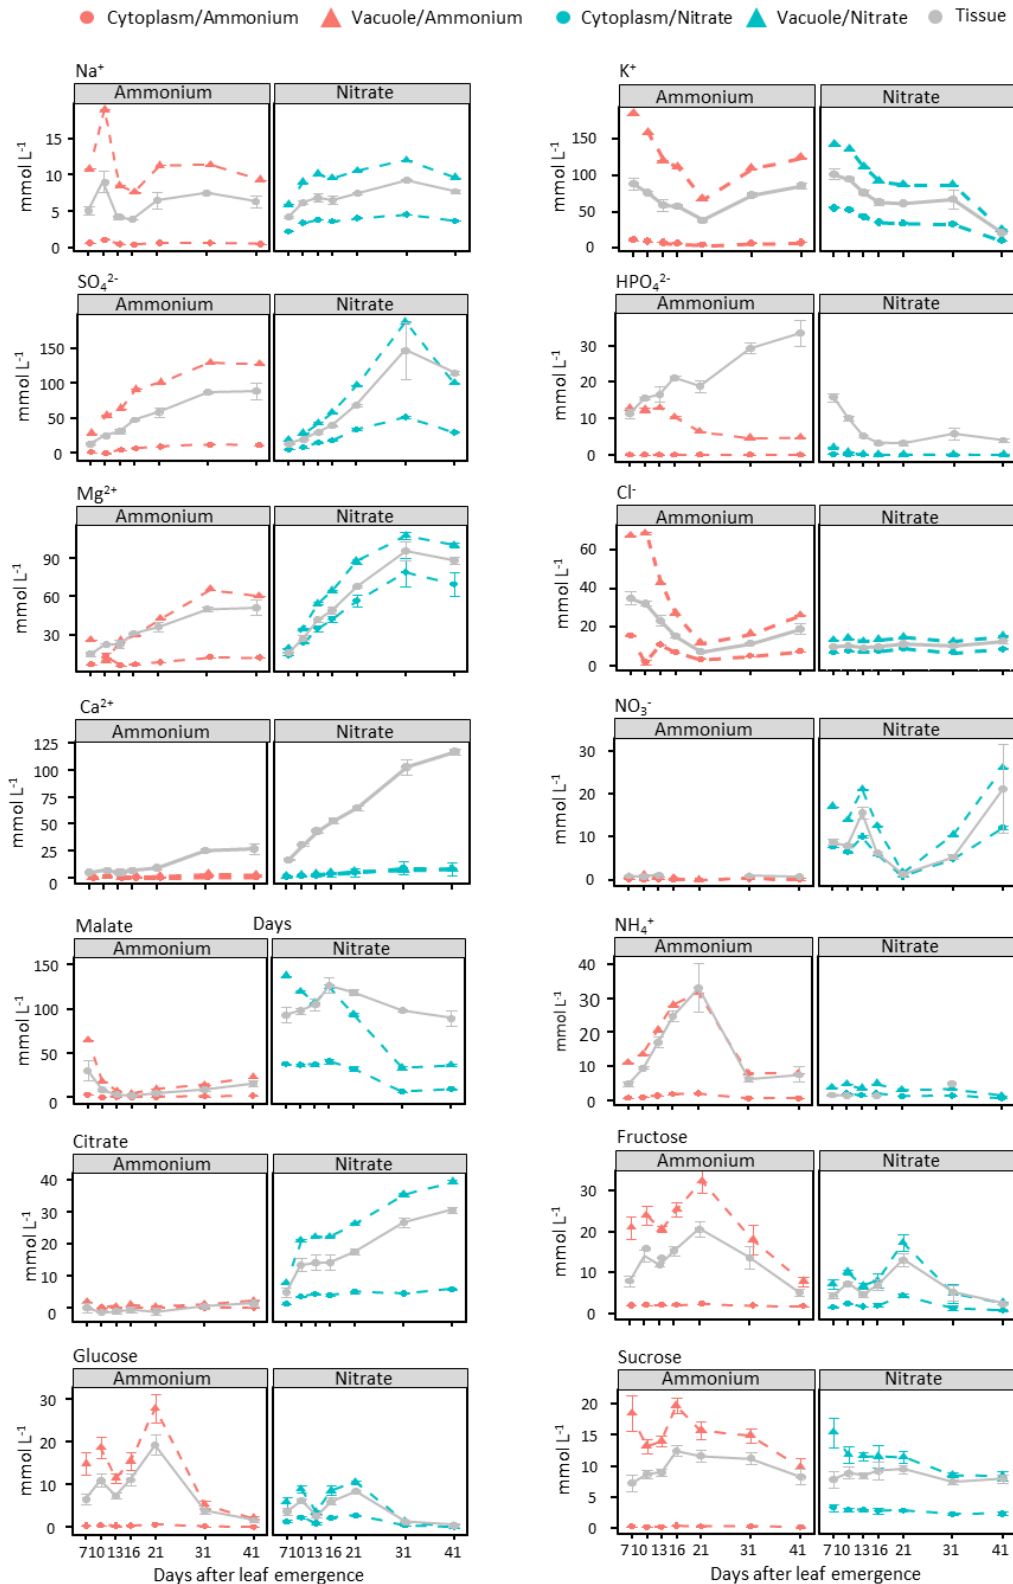 Cytoplasm/Ammonium Vacuole/Ammonium Cytoplasm/Nitrate Vacuole/Nitrate Tissue
Na⁺ K⁺
Ammonium Nitrate Ammonium Nitrate
mmol L⁻¹ 15 10 5 0 mmol L⁻¹ 150 100 50 0
SO₄²⁻ HPO₄²⁻
Ammonium Nitrate Ammonium Nitrate
mmol L⁻¹ 150 100 50 0 mmol L⁻¹ 30 20 10 0
Mg²⁺ Cl⁻
Ammonium Nitrate Ammonium Nitrate
mmol L⁻¹ 90 60 30 mmol L⁻¹ 60 40 20 0
Ca²⁺ NO₃⁻
Ammonium Nitrate Ammonium Nitrate
mmol L⁻¹ 125 100 75 50 25 0 mmol L⁻¹ 30 20 10 0
Malate Days NH₄⁺
Ammonium Nitrate Ammonium Nitrate
mmol L⁻¹ 150 100 50 0 mmol L⁻¹ 40 30 20 10 0
Citrate Fructose
Ammonium Nitrate Ammonium Nitrate
mmol L⁻¹ 40 30 20 10 0 mmol L⁻¹ 30 20 10 0
Glucose Sucrose
Ammonium Nitrate Ammonium Nitrate
mmol L⁻¹ 30 20 10 0 mmol L⁻¹ 20 15 10 5 0
7 10 13 16 21 31 41 7 10 13 16 21 31 41 7 10 13 16 21 31 41 7 10 13 16 21 31 41
Days after leaf emergence Days after leaf emergence